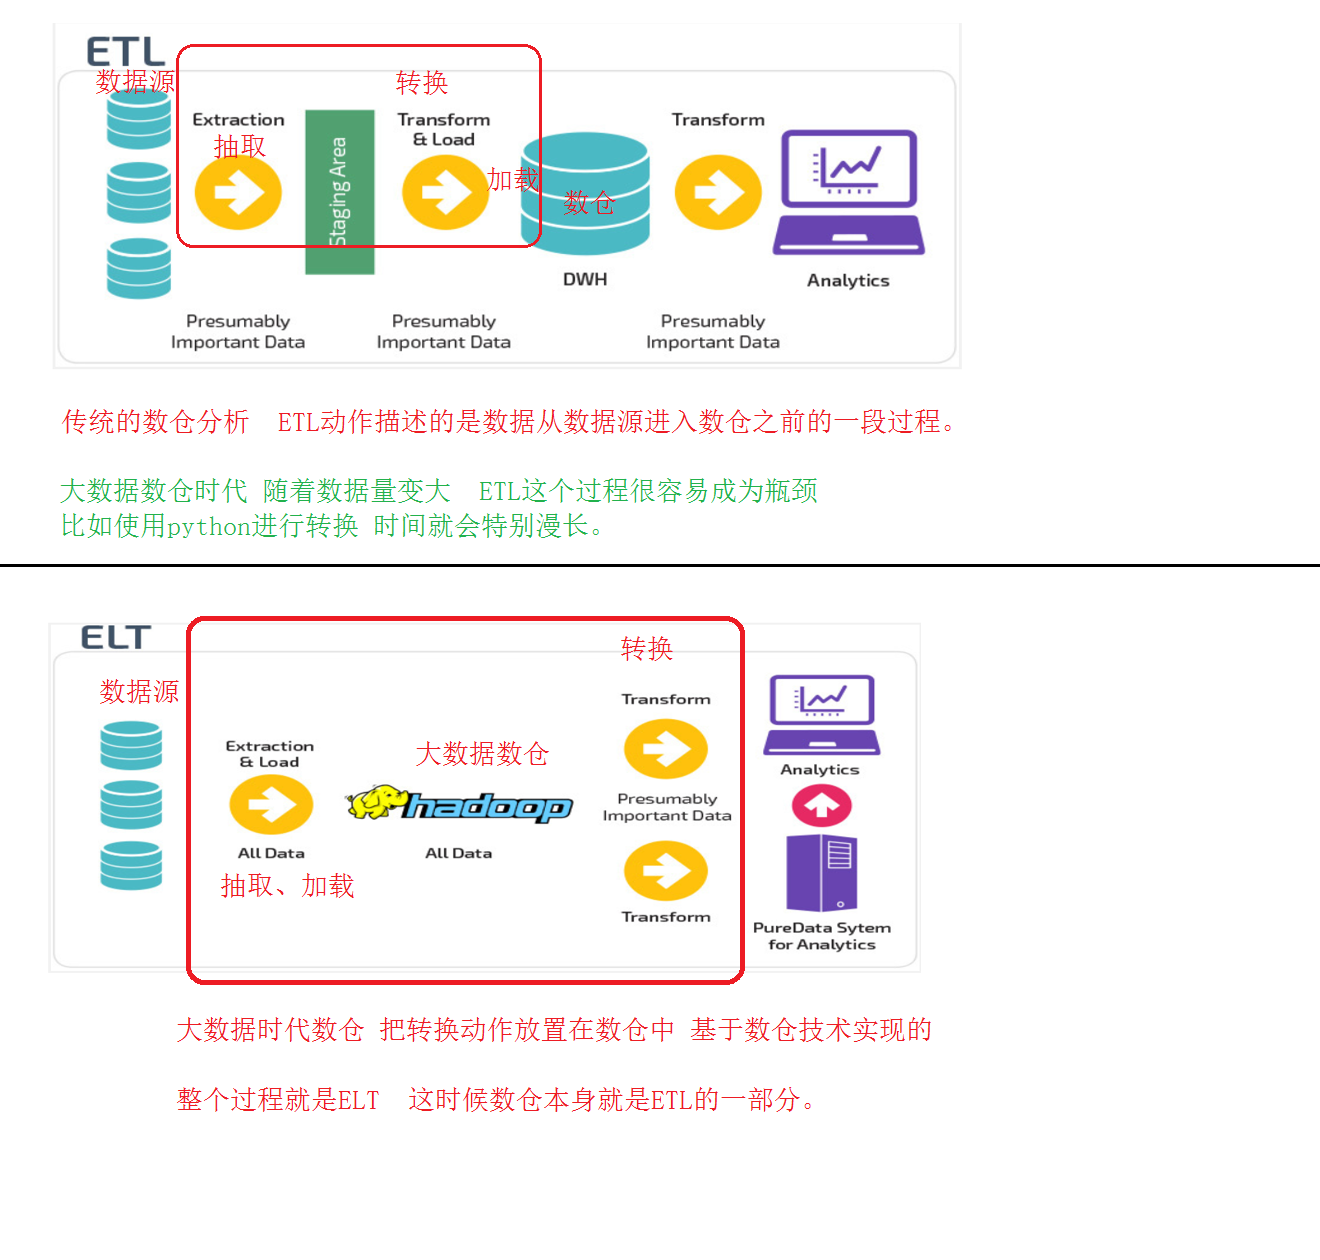 ETL
数据源
转换
Extraction
抽取
Staging Area
Transform
& Load
加载
数仓
DWH
Transform
Analytics
Presumably
Important Data
Presumably
Important Data
Presumably
Important Data
传统的数仓分析 ETL动作描述的是数据从数据源进入数仓之前的一段过程。
大数据数仓时代 随着数据量变大 ETL这个过程很容易成为瓶颈
比如使用python进行转换 时间就会特别漫长。
ELT
数据源
转换
Extraction
& Load
大数据数仓
hadoop
All Data
All Data
抽取、加载
Transform
Presumably
Important Data
Transform
Analytics
PureData Sytem
for Analytics
大数据时代数仓 把转换动作放置在数仓中 基于数仓技术实现的
整个过程就是ELT 这时候数仓本身就是ETL的一部分。